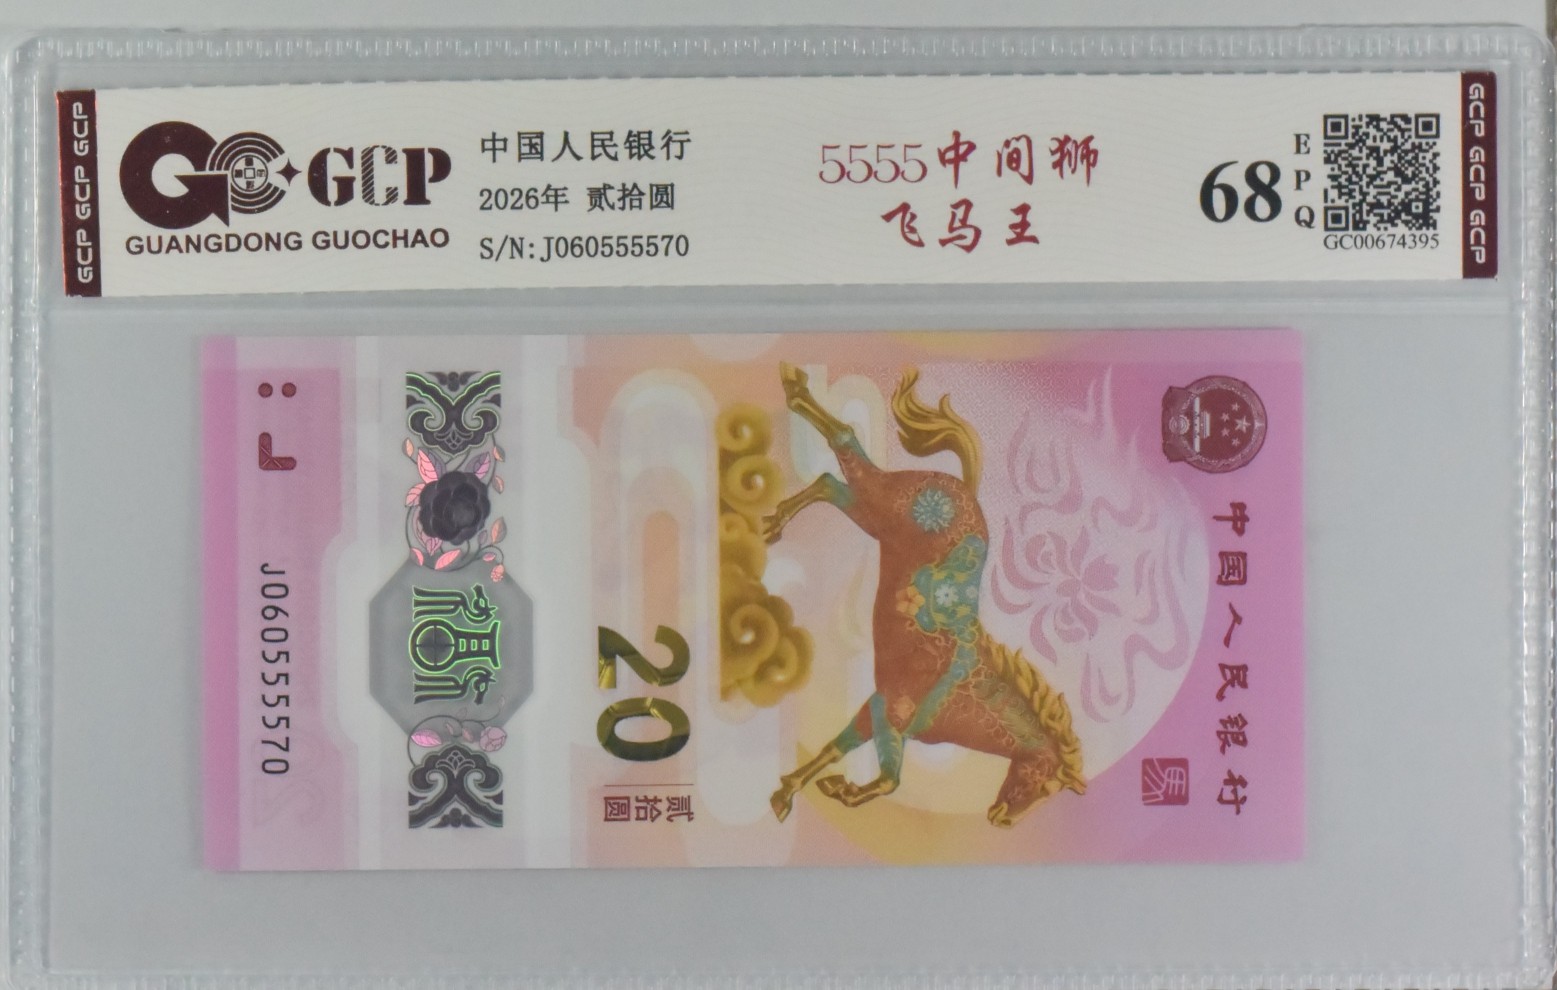 GCP GCP GCP
GCP
GUANGDONG GUOCHAO
中国人民银行
2026年 贰拾圆
S/N:J060555570
5555中间狮
飞马王
68
EPQ
GC00674395
GCP GCP GCP
J060555570
20
贰拾圆
中国人民银行